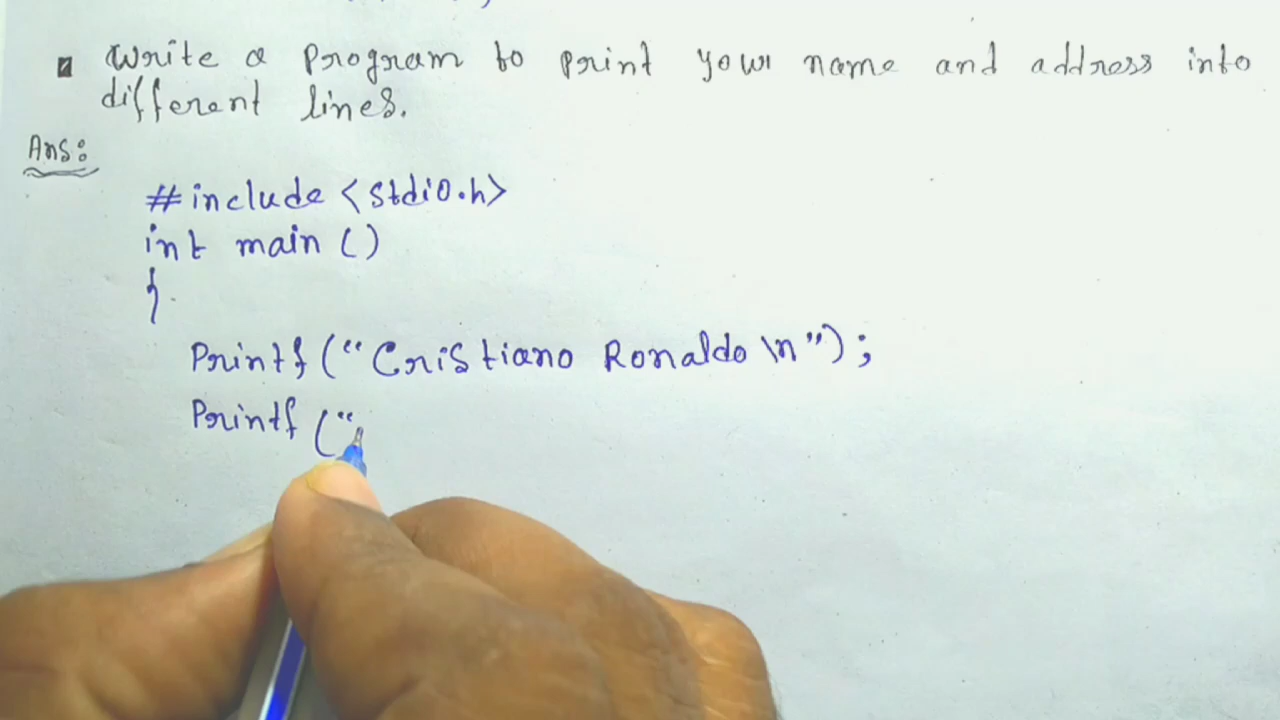 Write a program to print your name and address into
different lines.
Ans:
#include <stdio.h>
int main ()
{
Printf ("Cristiano Ronaldo \n");
Printf ("